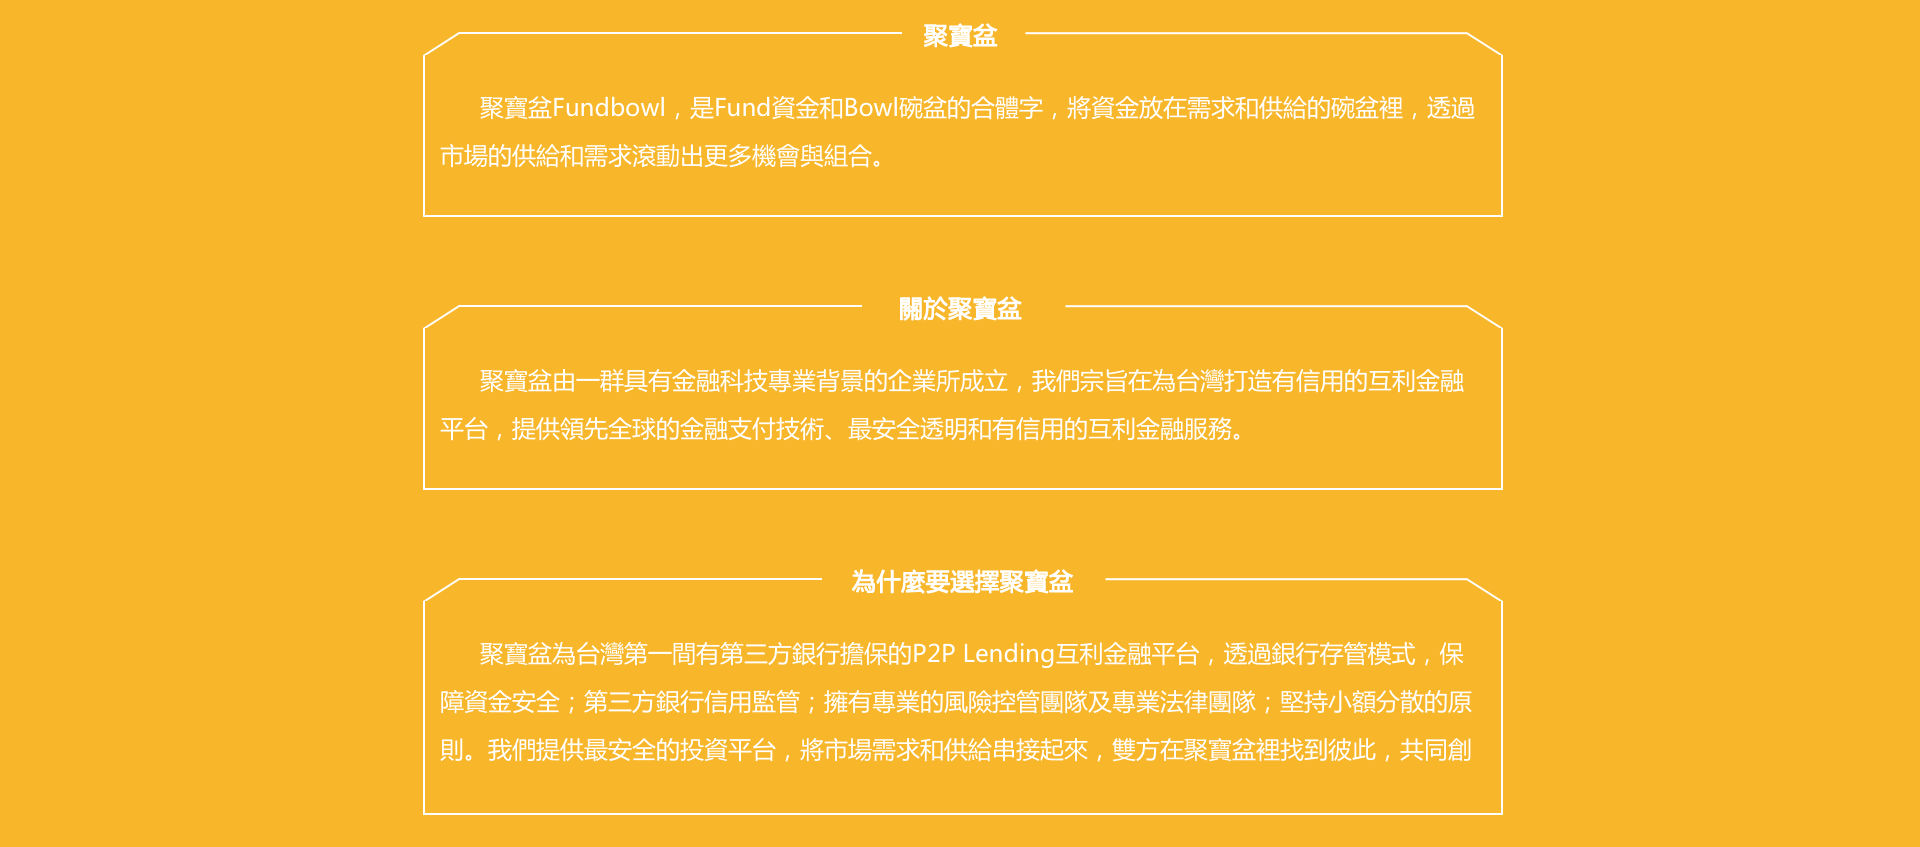 聚寶盆
聚寶盆Fundbowl，是Fund資金和Bowl碗盆的合體字，將資金放在需求和供給的碗盆裡，透過
市場的供給和需求滾動出更多機會與組合。
關於聚寶盆
聚寶盆由一群具有金融科技專業背景的企業所成立，我們宗旨在為台灣打造有信用的互利金融
平台，提供領先全球的金融支付技術、最安全透明和有信用的互利金融服務。
為什麼要選擇聚寶盆
聚寶盆為台灣第一間有第三方銀行擔保的P2P Lending互利金融平台，透過銀行存管模式，保
障資金安全；第三方銀行信用監管；擁有專業的風險控管團隊及專業法律團隊；堅持小額分散的原
則。我們提供最安全的投資平台，將市場需求和供給串接起來，雙方在聚寶盆裡找到彼此，共同創